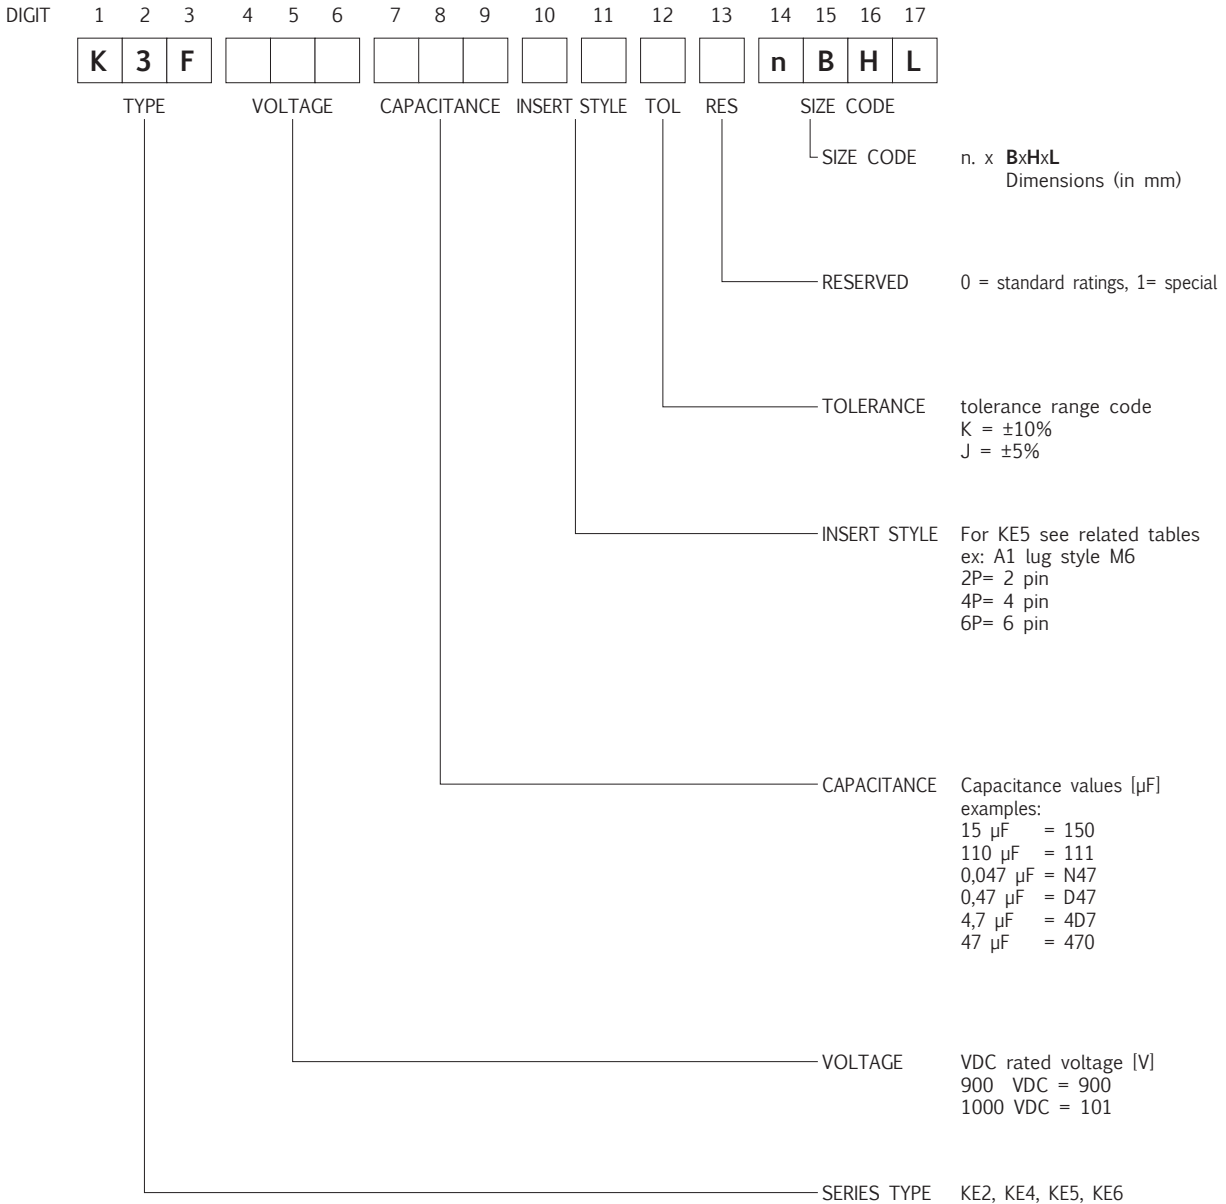 DIGIT 1 2 3 4 5 6 7 8 9 10 11 12 13 14 15 16 17
K 3 F n B H L
TYPE VOLTAGE CAPACITANCE INSERT STYLE TOL RES SIZE CODE
SIZE CODE n. x BxHxL
Dimensions (in mm)
RESERVED 0 = standard ratings, 1= special
TOLERANCE tolerance range code
K = ±10%
J = ±5%
INSERT STYLE For KE5 see related tables
ex: A1 lug style M6
2P= 2 pin
4P= 4 pin
6P= 6 pin
CAPACITANCE Capacitance values [µF]
examples:
15 µF = 150
110 µF = 111
0,047 µF = N47
0,47 µF = D47
4,7 µF = 4D7
47 µF = 470
VOLTAGE VDC rated voltage [V]
900 VDC = 900
1000 VDC = 101
SERIES TYPE KE2, KE4, KE5, KE6